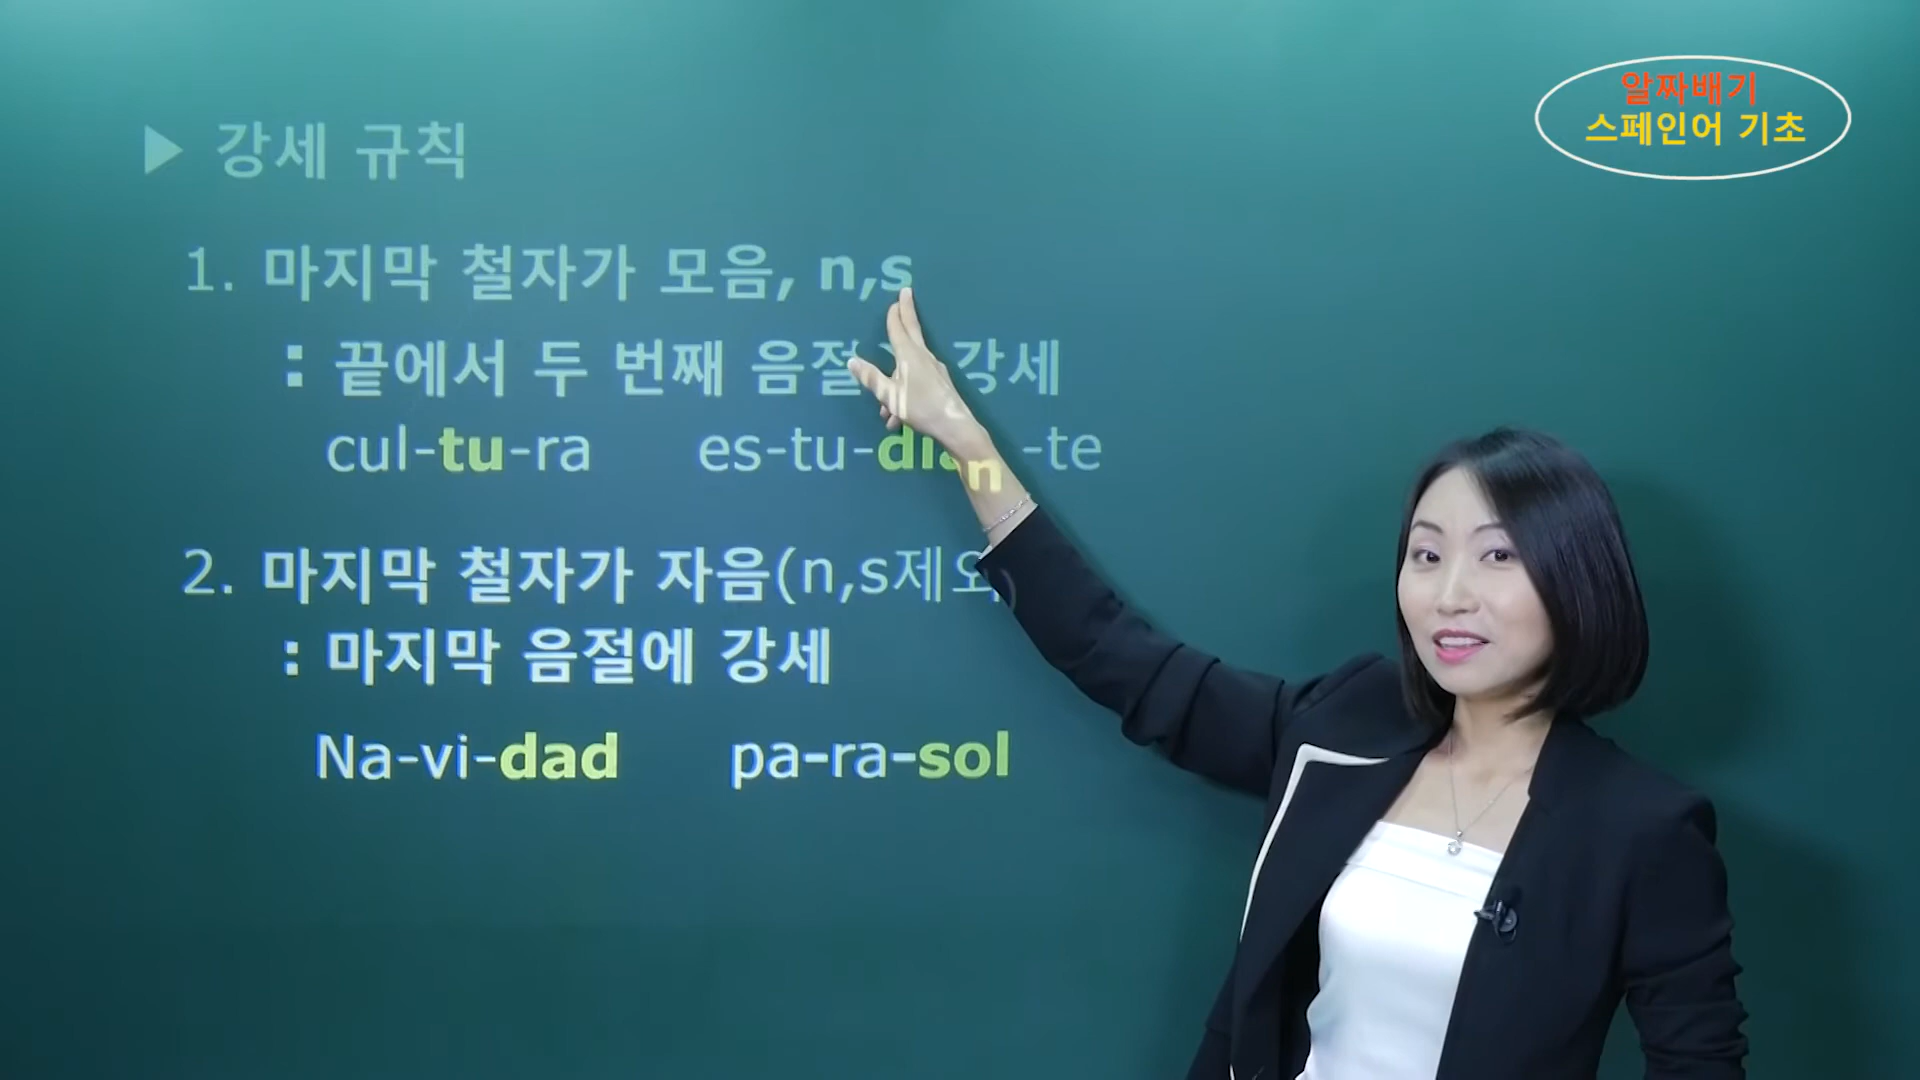 ▶ 강세 규칙
알짜배기
스페인어 기초
1. 마지막 철자가 모음, n,s
: 끝에서 두 번째 강세
cul-tu-ra es-tu-dian-te
2. 마지막 철자가 자음(n,s제외)
: 마지막 음절에 강세
Na-vi-dad pa-ra-sol